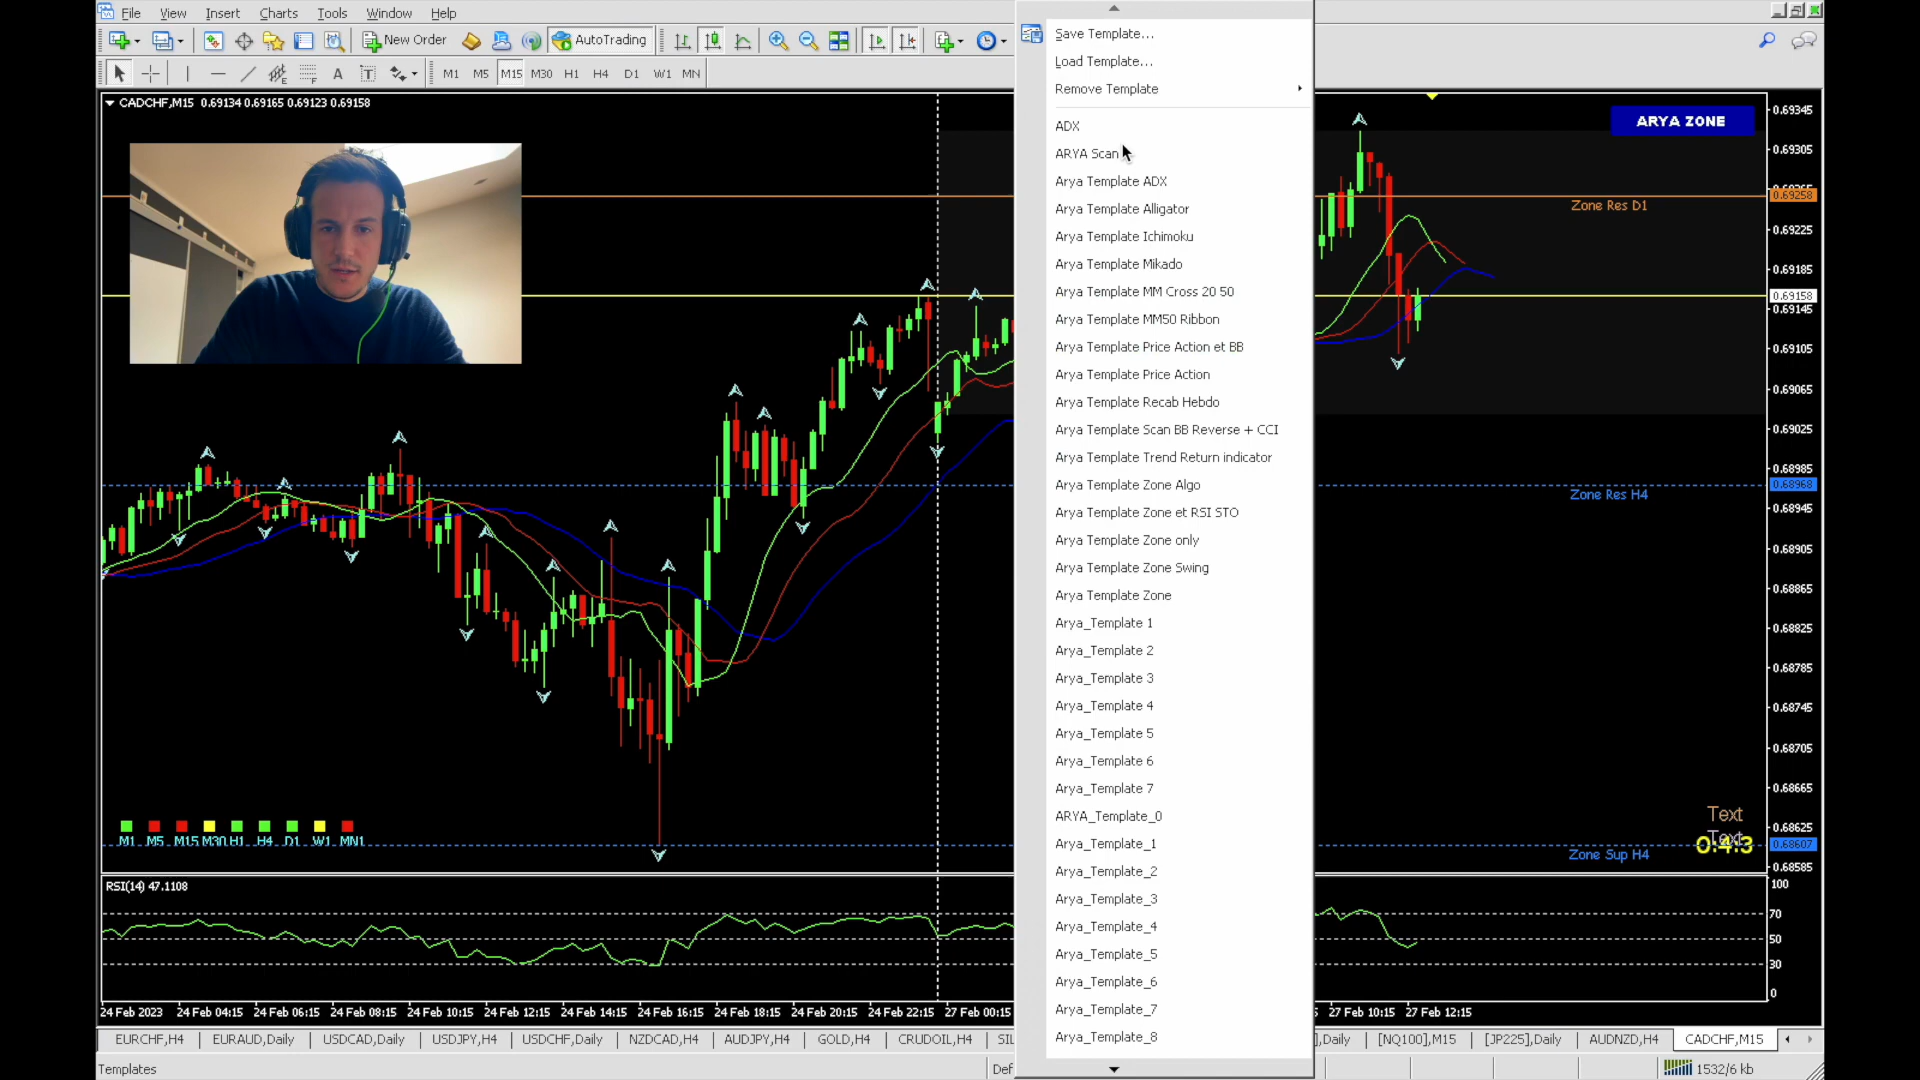 File View Insert Charts Tools Window Help
New Order AutoTrading
M1 M5 M15 M30 H1 H4 D1 W1 MN
CADCHF,M15 0.69134 0.69165 0.69123 0.69158
ARYA ZONE
Save Template...
Load Template...
Remove Template
ADX
ARYA Scan
Arya Template ADX
Arya Template Alligator
Arya Template Ichimoku
Arya Template Mikado
Arya Template MM Cross 20 50
Arya Template MM50 Ribbon
Arya Template Price Action et BB
Arya Template Price Action
Arya Template Recab Hebdo
Arya Template Scan BB Reverse + CCI
Arya Template Trend Return indicator
Arya Template Zone Algo
Arya Template Zone et RSI STO
Arya Template Zone only
Arya Template Zone Swing
Arya Template Zone
Arya_Template 1
Arya_Template 2
Arya_Template 3
Arya_Template 4
Arya_Template 5
Arya_Template 6
Arya_Template 7
ARYA_Template_0
Arya_Template_1
Arya_Template_2
Arya_Template_3
Arya_Template_4
Arya_Template_5
Arya_Template_6
Arya_Template_7
Arya_Template_8
Zone Res D1
Zone Res H4
Text
Text
Zone Sup H4
0.69345
0.69305
0.69258
0.69225
0.69185
0.69158
0.69145
0.69105
0.69065
0.69025
0.68985
0.68968
0.68945
0.68905
0.68865
0.68825
0.68785
0.68745
0.68705
0.68665
0.68625
0.68607
0.68585
M1 M5 M15 M30 H1 H4 D1 W1 MN1
RSI(14) 47.1108
100
70
50
30
0
24 Feb 2023 24 Feb 04:15 24 Feb 06:15 24 Feb 08:15 24 Feb 10:15 24 Feb 12:15 24 Feb 14:15 24 Feb 16:15 24 Feb 18:15 24 Feb 20:15 24 Feb 22:15 27 Feb 00:15 27 Feb 10:15 27 Feb 12:15
EURCHF,H4 EURAUD,Daily USDCAD,Daily USDJPY,H4 USDCHF,Daily NZDCAD,H4 AUDJPY,H4 GOLD,H4 CRUDOIL,H4 SIL ],Daily [NQ100],M15 [JP225],Daily AUDNZD,H4 CADCHF,M15
Templates Def 1532/6 kb